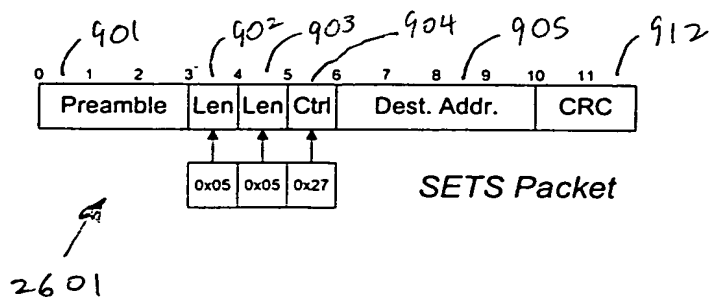 901 902 903 904 905 912
0 1 2 3 4 5 6 7 8 9 10 11
Preamble Len Len Ctrl Dest. Addr. CRC
0x05 0x05 0x27 SETS Packet
2601